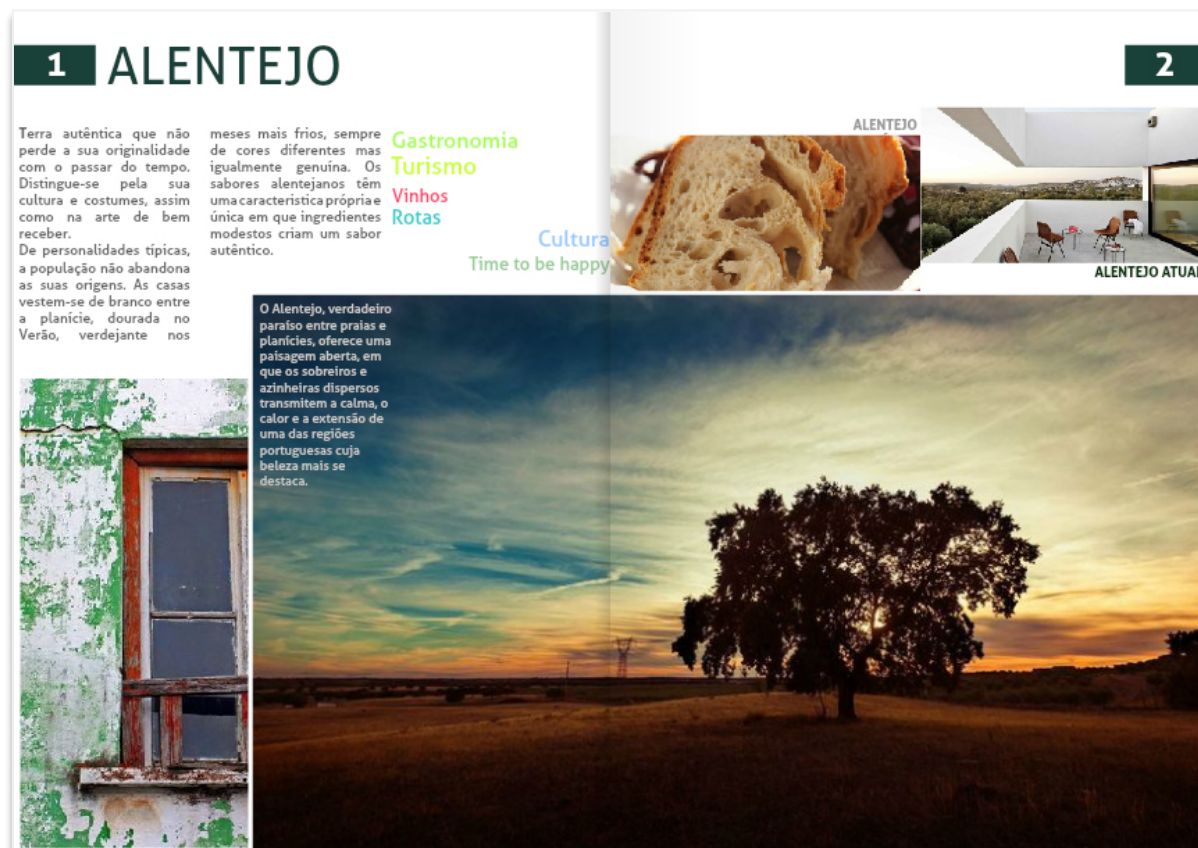 1 ALENTEJO
Terra autêntica que não
perde a sua originalidade
com o passar do tempo.
Distingue-se pela sua
cultura e costumes, assim
como na arte de bem
receber.
De personalidades típicas,
a população não abandona
as suas origens. As casas
vestem-se de branco entre
a planície, dourada no
Verão, verdejante nos
meses mais frios, sempre
de cores diferentes mas
igualmente genuína. Os
sabores alentejanos têm
uma caracteristica própria e
única em que ingredientes
modestos criam um sabor
autêntico.
Gastronomia
Turismo
Vinhos
Rotas
Cultura
Time to be happy
O Alentejo, verdadeiro
paraíso entre praias e
planícies, oferece uma
paisagem aberta, em
que os sobreiros e
azinheiras dispersos
transmitem a calma, o
calor e a extensão de
uma das regiões
portuguesas cuja
beleza mais se
destaca.
2
ALENTEJO
ALENTEJO ATUA